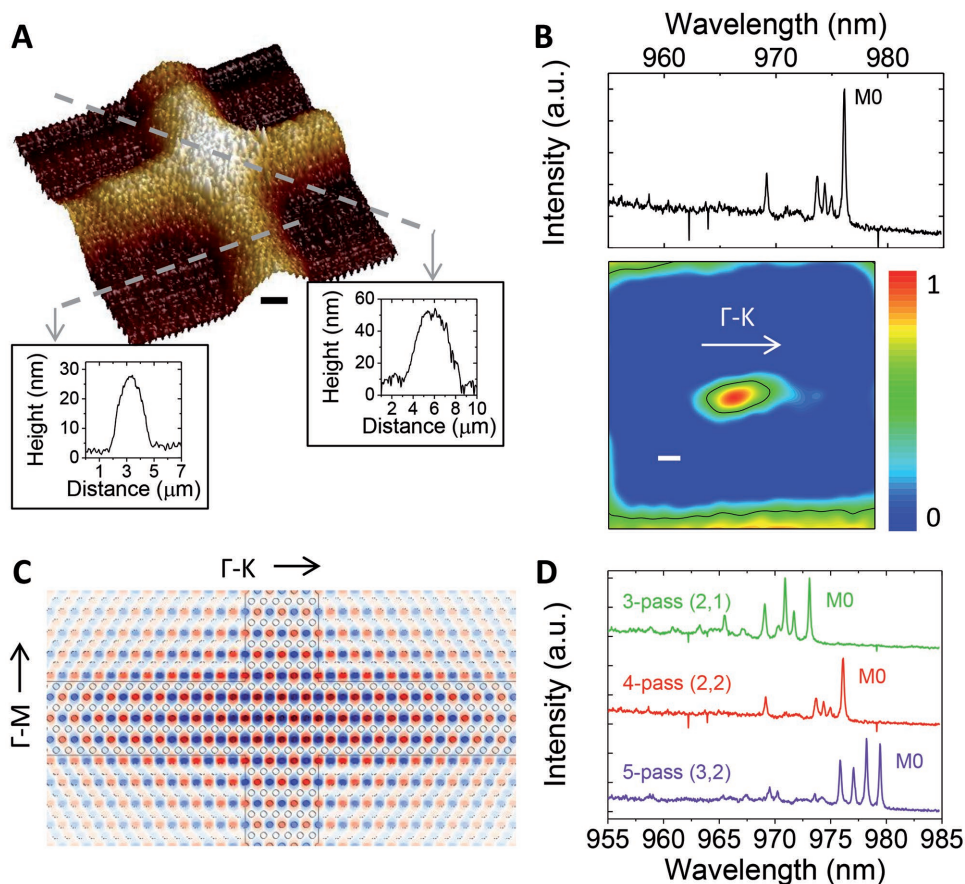 A
Height (nm)
30
20
10
0
1 3 5 7
Distance (μm)
Height (nm)
60
40
20
0
2 4 6 8 10
Distance (μm)
B
Wavelength (nm)
960 970 980
Intensity (a.u.)
M0
Γ-K
1
0
C
Γ-K
Γ-M
D
Intensity (a.u.)
3-pass (2,1)
M0
4-pass (2,2)
M0
5-pass (3,2)
M0
955 960 965 970 975 980 985
Wavelength (nm)